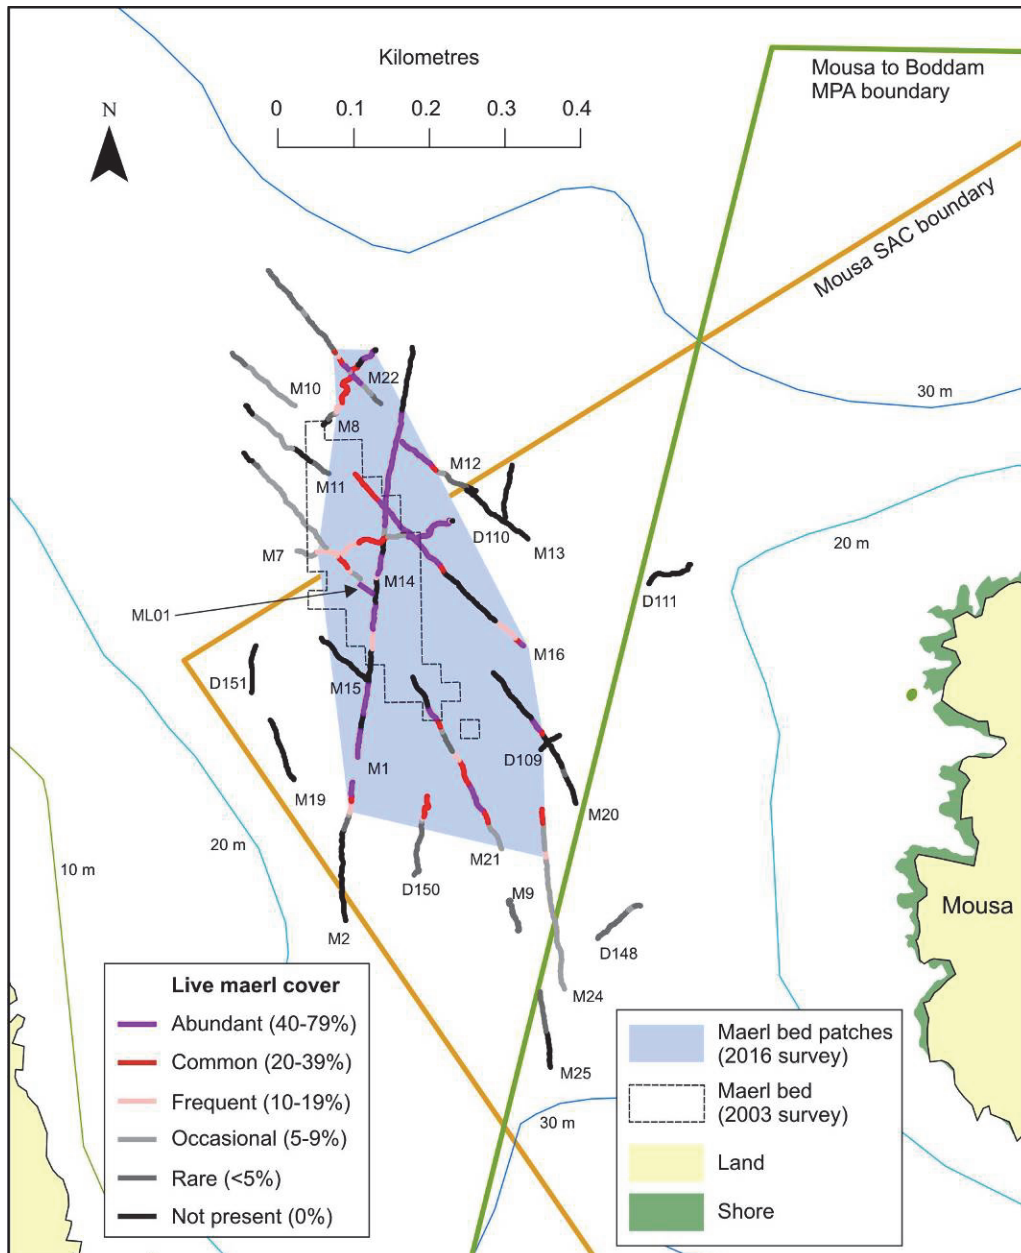 Kilometres
0
0.1
0.2
0.3
0.4
N
Mousa to Boddam
MPA boundary
Mousa SAC boundary
30 m
M10
M22
M8
M12
M11
D110
M13
20 m
M7
M14
D111
ML01
M16
D151
M15
M1
D109
M19
M20
20 m
M21
10 m
D150
M9
Mousa
M2
D148
M24
M25
30 m
Live maerl cover
Abundant (40-79%)
Common (20-39%)
Frequent (10-19%)
Occasional (5-9%)
Rare (<5%)
Not present (0%)
Maerl bed patches
(2016 survey)
Maerl bed
(2003 survey)
Land
Shore